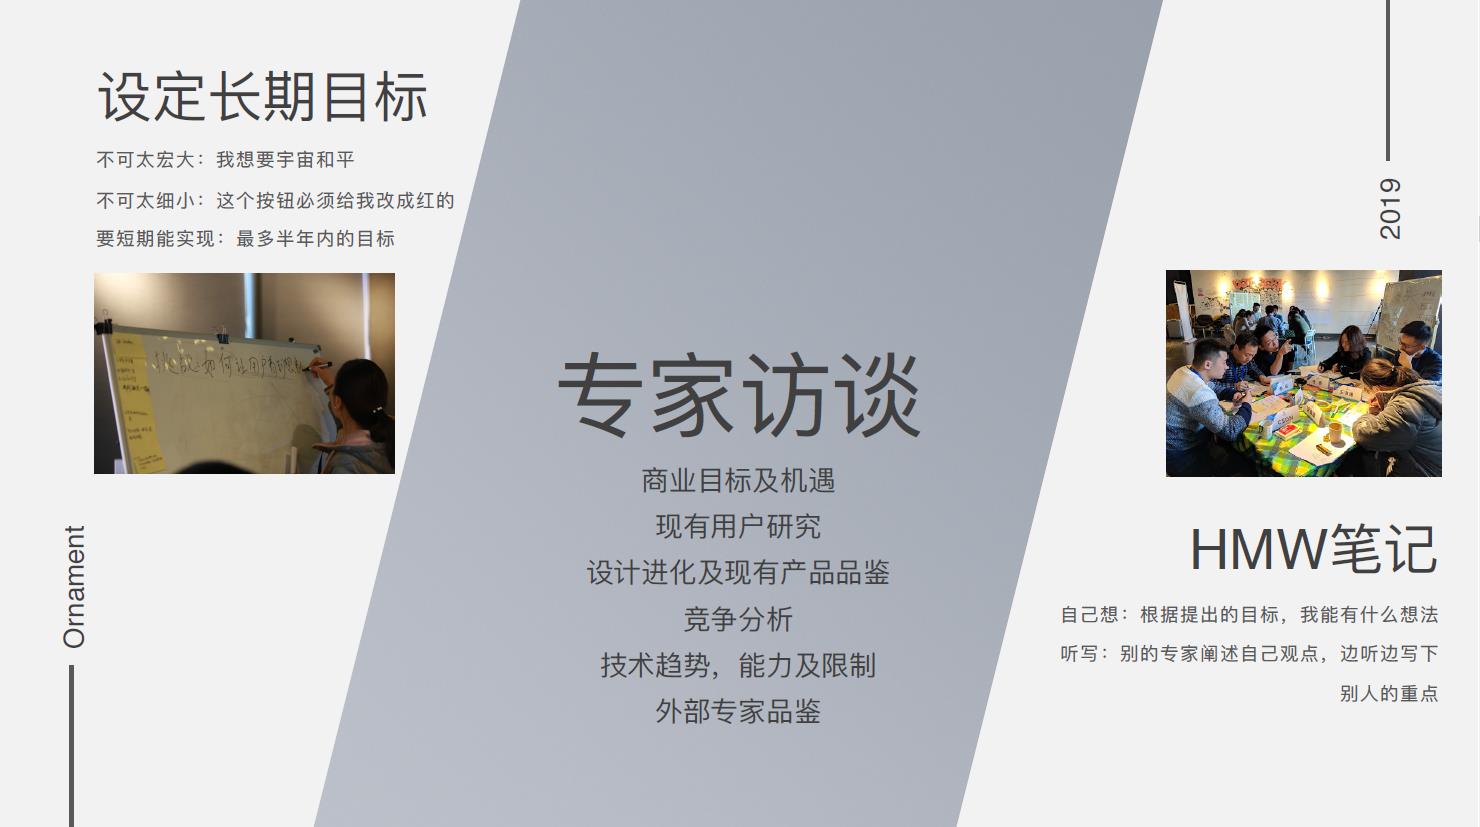 设定长期目标
不可太宏大：我想要宇宙和平
不可太细小：这个按钮必须给我改成红的
要短期能实现：最多半年内的目标
挑战:如何让用户
Ornament
专家访谈
商业目标及机遇
现有用户研究
设计进化及现有产品品鉴
竞争分析
技术趋势，能力及限制
外部专家品鉴
2019
HMW笔记
自己想：根据提出的目标，我能有什么想法
听写：别的专家阐述自己观点，边听边写下
别人的重点